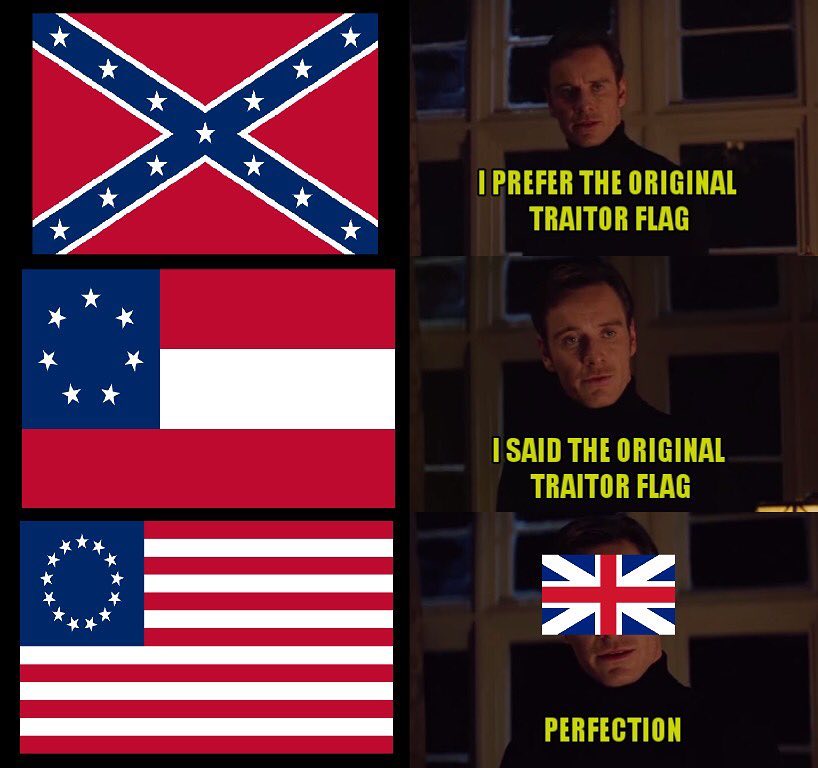 I PREFER THE ORIGINAL
TRAITOR FLAG
I SAID THE ORIGINAL
TRAITOR FLAG
PERFECTION